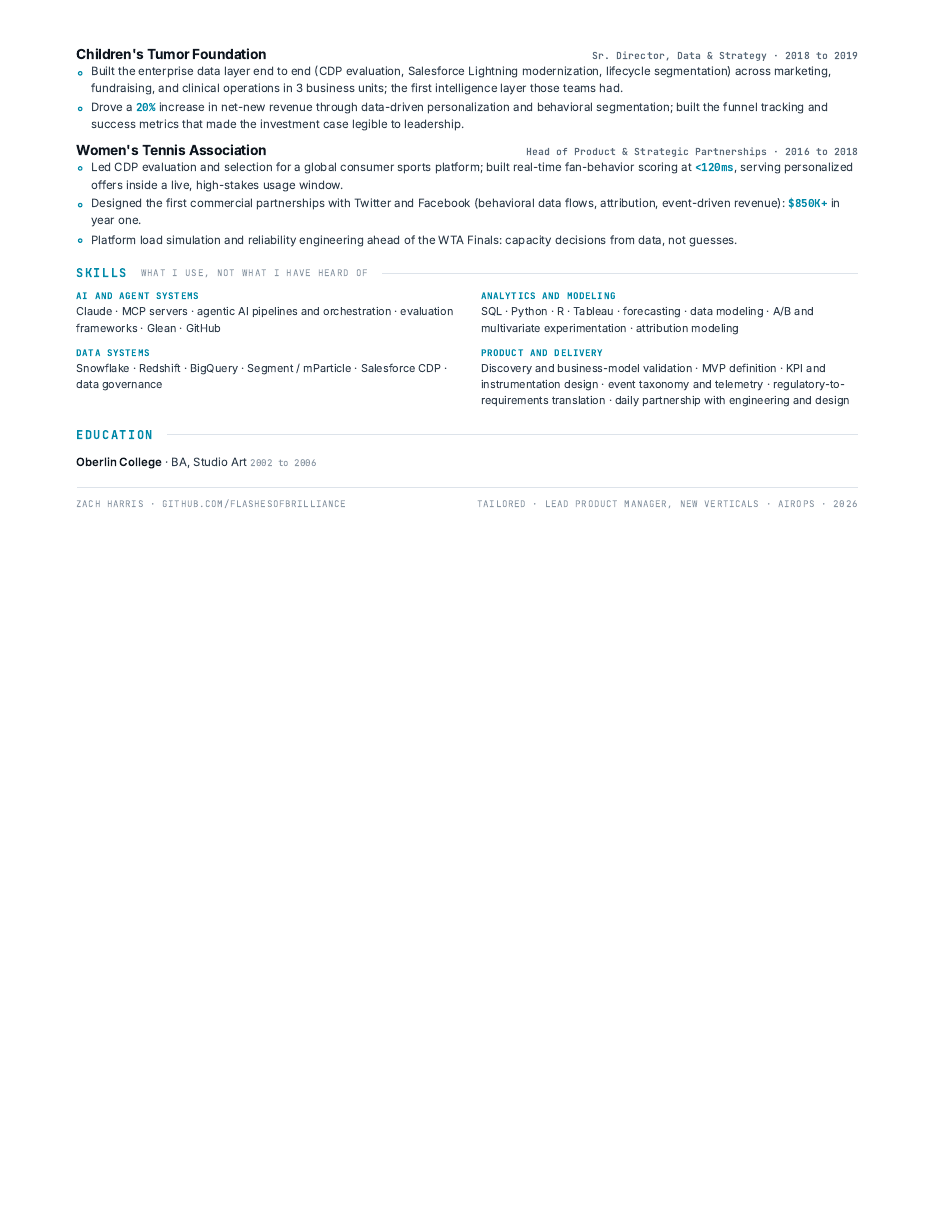 Children's Tumor Foundation Sr. Director, Data & Strategy · 2018 to 2019
Built the enterprise data layer end to end (CDP evaluation, Salesforce Lightning modernization, lifecycle segmentation) across marketing,
fundraising, and clinical operations in 3 business units; the first intelligence layer those teams had.
Drove a 20% increase in net-new revenue through data-driven personalization and behavioral segmentation; built the funnel tracking and
success metrics that made the investment case legible to leadership.
Women's Tennis Association Head of Product & Strategic Partnerships · 2016 to 2018
Led CDP evaluation and selection for a global consumer sports platform; built real-time fan-behavior scoring at <120ms, serving personalized
offers inside a live, high-stakes usage window.
Designed the first commercial partnerships with Twitter and Facebook (behavioral data flows, attribution, event-driven revenue): $850K+ in
year one.
Platform load simulation and reliability engineering ahead of the WTA Finals: capacity decisions from data, not guesses.
SKILLS WHAT I USE, NOT WHAT I HAVE HEARD OF
AI AND AGENT SYSTEMS
Claude · MCP servers · agentic AI pipelines and orchestration · evaluation
frameworks · Glean · GitHub
ANALYTICS AND MODELING
SQL · Python · R · Tableau · forecasting · data modeling · A/B and
multivariate experimentation · attribution modeling
DATA SYSTEMS
Snowflake · Redshift · BigQuery · Segment / mParticle · Salesforce CDP ·
data governance
PRODUCT AND DELIVERY
Discovery and business-model validation · MVP definition · KPI and
instrumentation design · event taxonomy and telemetry · regulatory-to-
requirements translation · daily partnership with engineering and design
EDUCATION
Oberlin College · BA, Studio Art 2002 to 2006
ZACH HARRIS · GITHUB.COM/FLASHESOFBRILLIANCE TAILORED · LEAD PRODUCT MANAGER, NEW VERTICALS · AIROPS · 2026